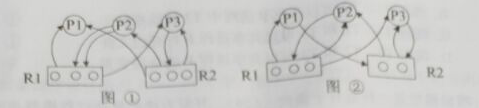 P1 P2 P3
R1 R2
图 ①
P1 P2 P3
R1 R2
图 ②